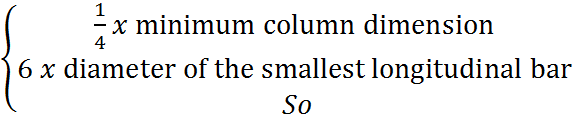 1/4 x minimum column dimension
6 x diameter of the smallest longitudinal bar
So